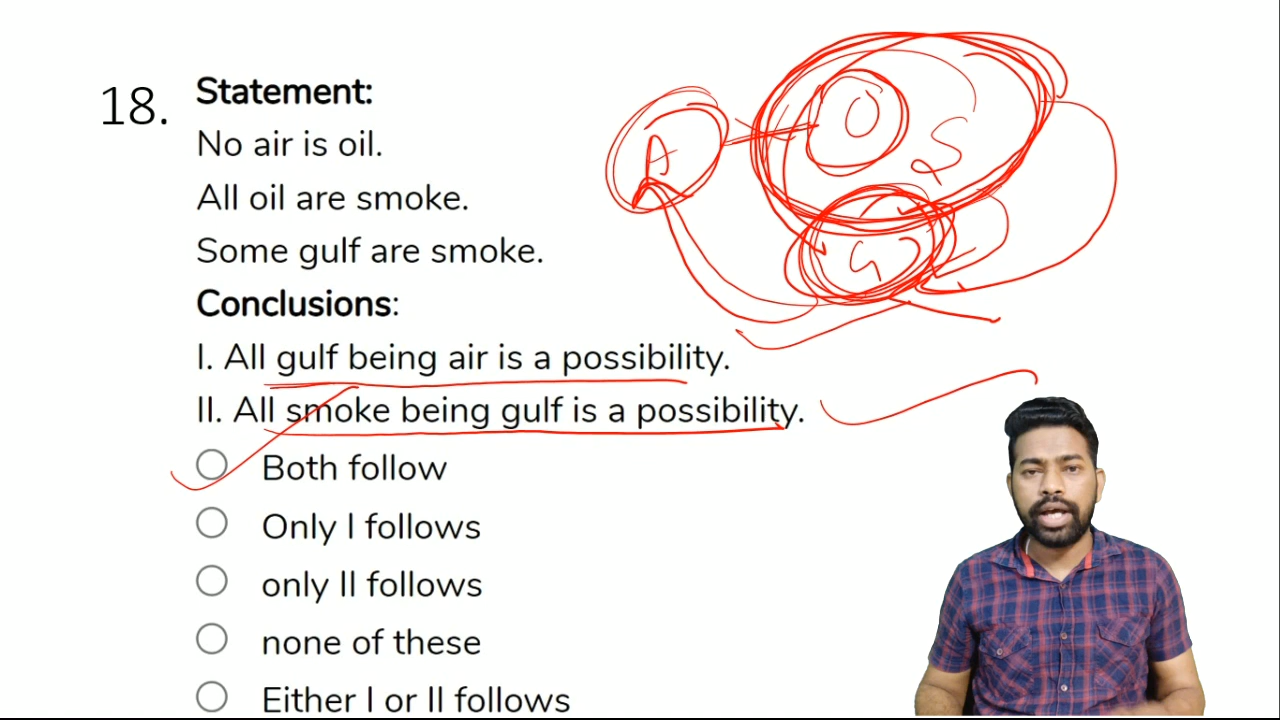 18.
Statement:
No air is oil.
All oil are smoke.
Some gulf are smoke.
Conclusions:
I. All gulf being air is a possibility.
II. All smoke being gulf is a possibility.
Both follow
Only I follows
only II follows
none of these
Either I or II follows
A
O
S
G